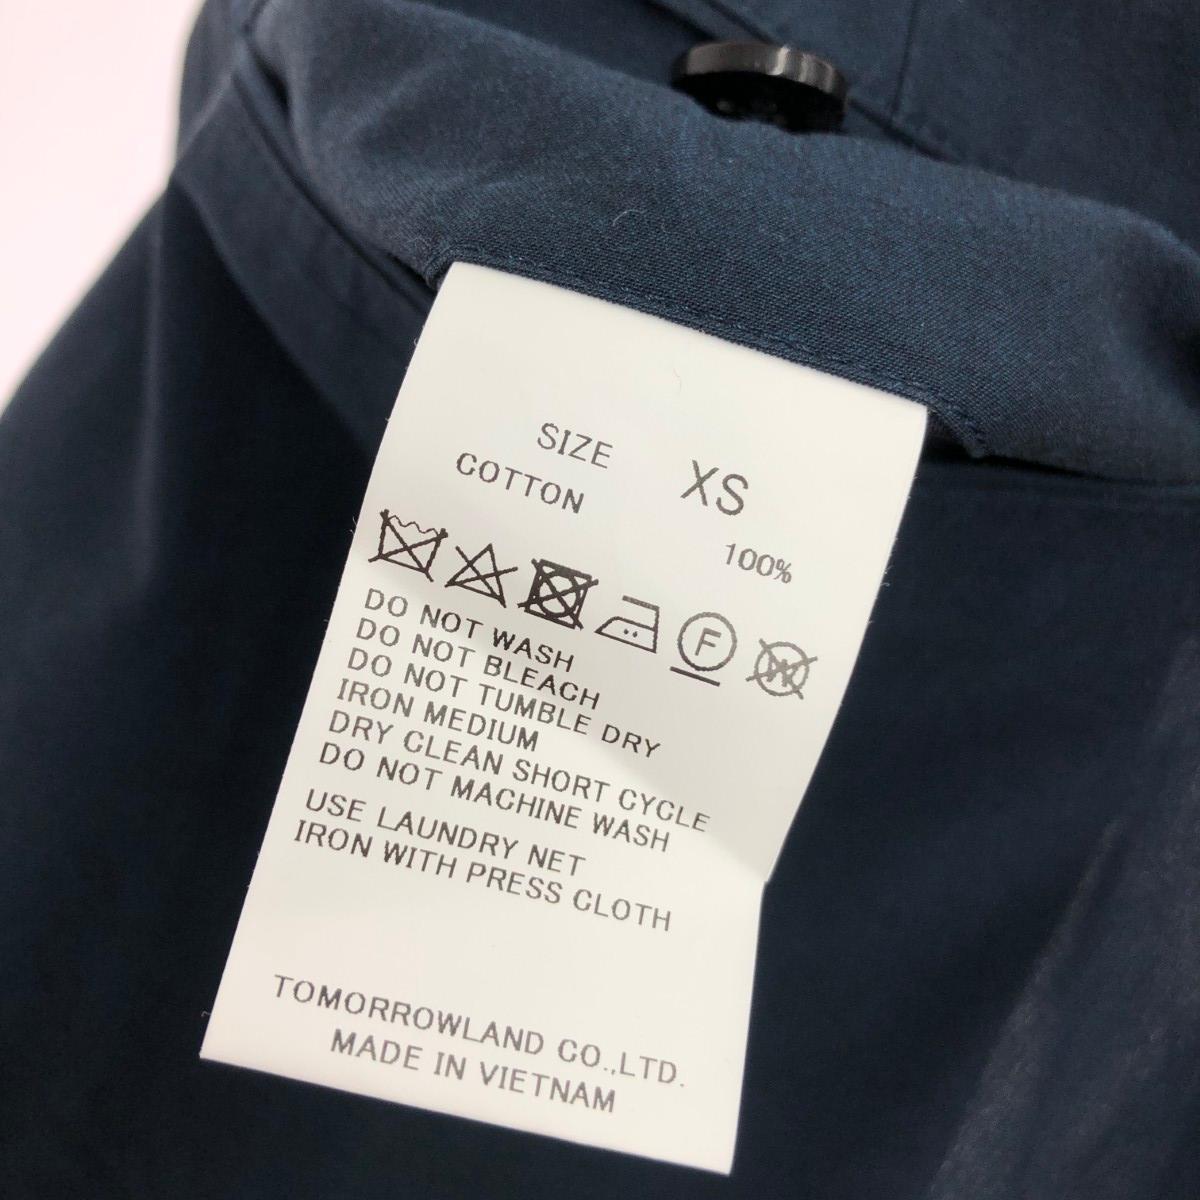 SIZE XS
COTTON 100%
F W
DO NOT WASH
DO NOT BLEACH
DO NOT TUMBLE DRY
IRON MEDIUM
DRY CLEAN SHORT CYCLE
DO NOT MACHINE WASH
USE LAUNDRY NET
IRON WITH PRESS CLOTH
TOMORROWLAND CO.,LTD.
MADE IN VIETNAM